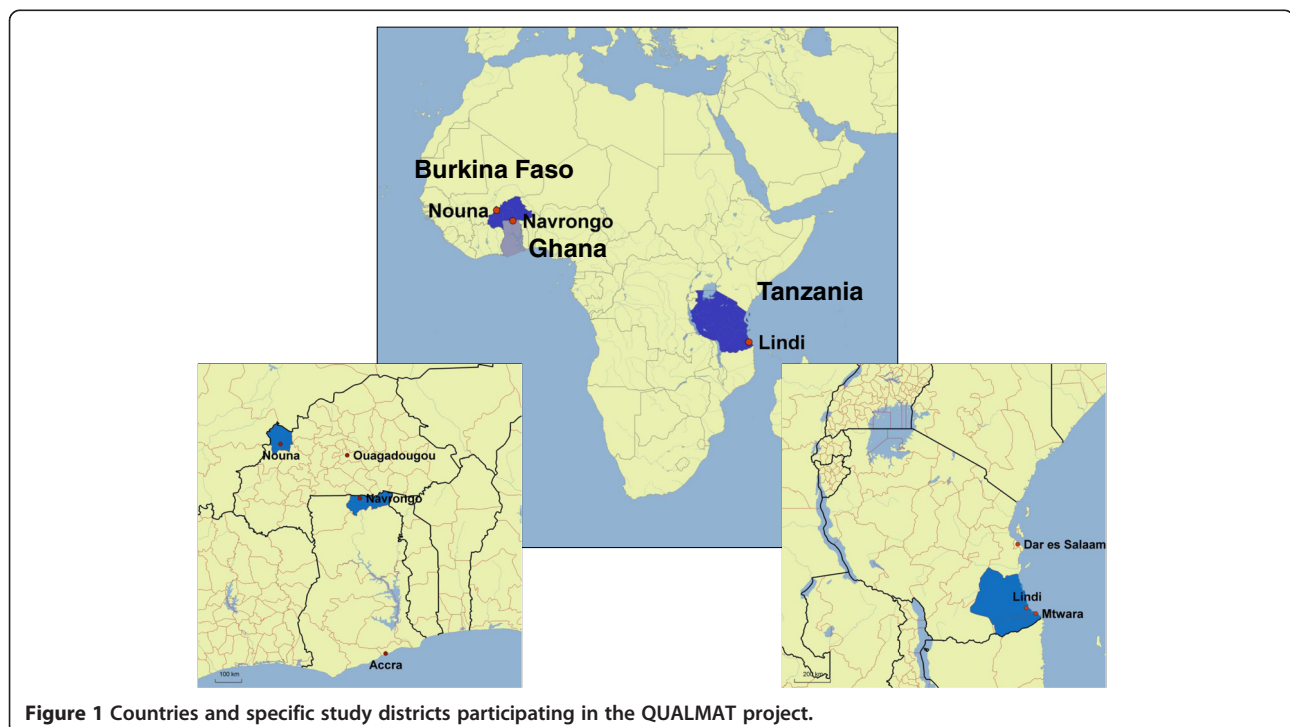 Burkina Faso
Nouna
Navrongo
Ghana
Tanzania
Lindi
Nouna
Ouagadougou
Navrongo
Accra
100 km
Dar es Salaam
Lindi
Mtwara
200 km
Figure 1 Countries and specific study districts participating in the QUALMAT project.